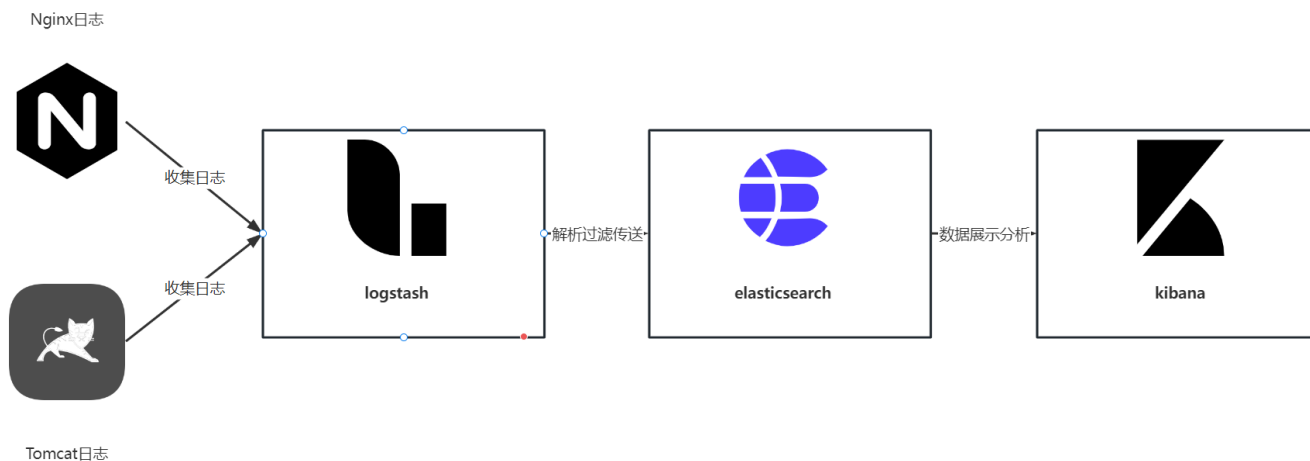 Nginx日志
收集日志
收集日志
Tomcat日志
logstash
解析过滤传送
elasticsearch
数据展示分析
kibana